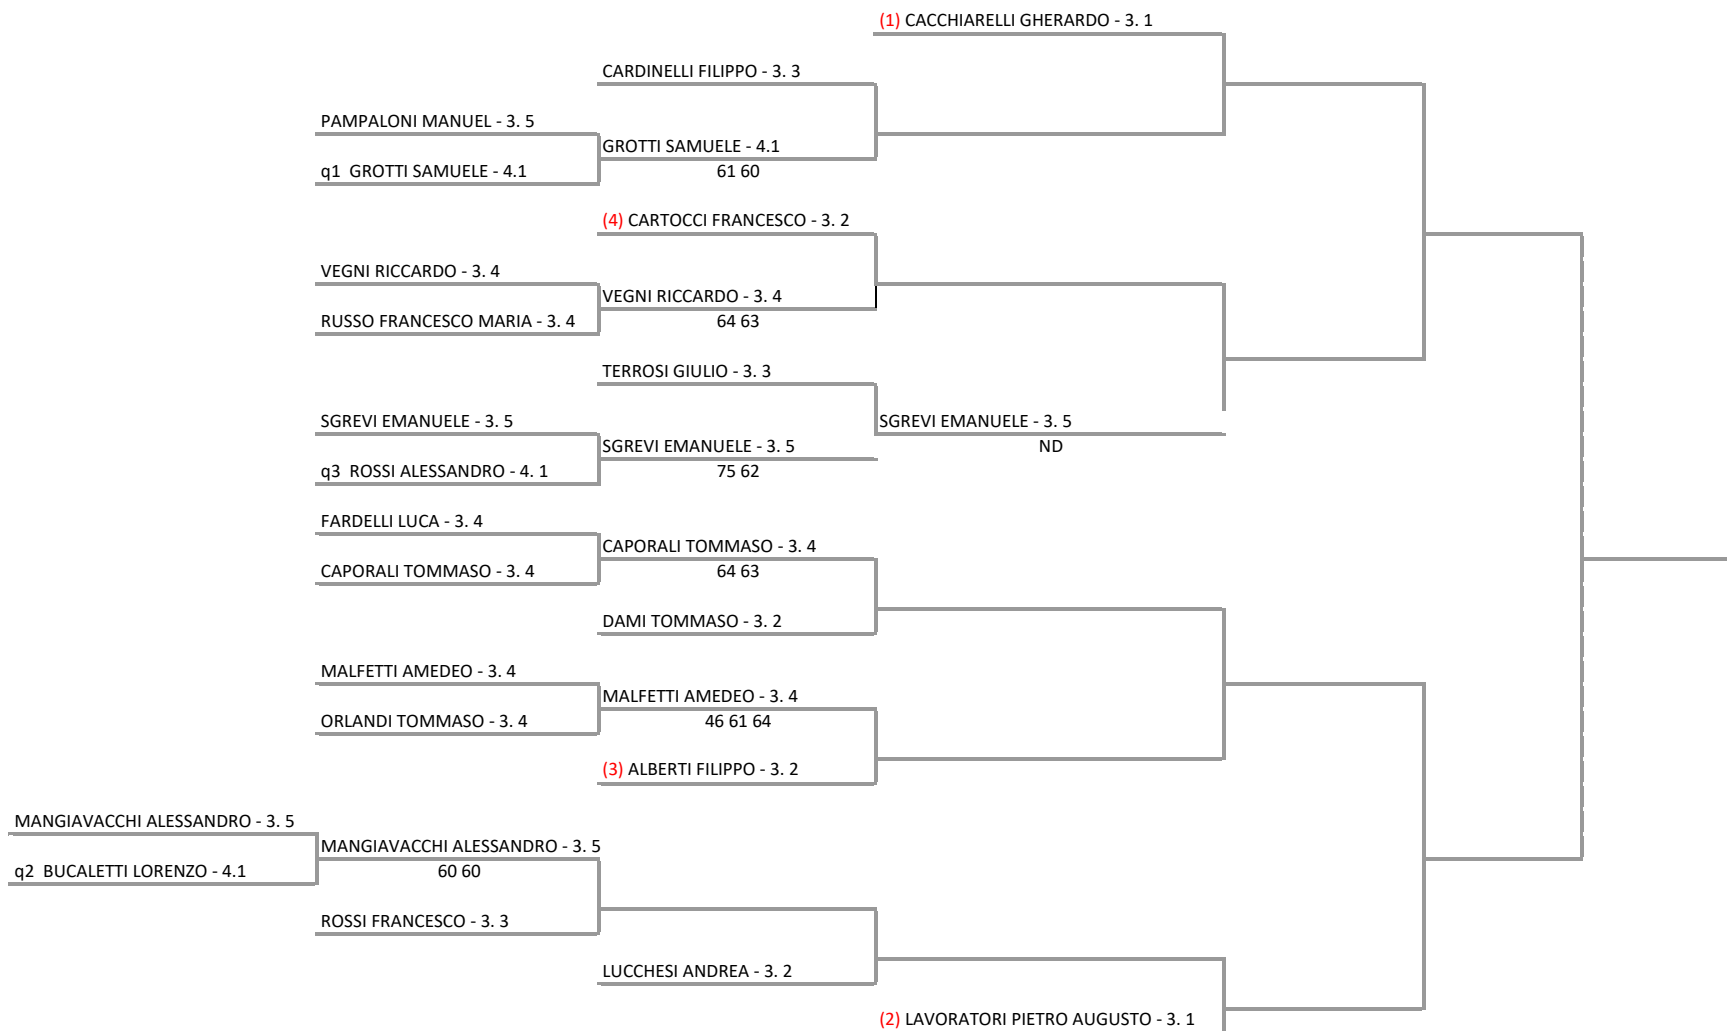 (1) CACCHIARELLI GHERARDO - 3. 1
CARDINELLI FILIPPO - 3. 3
PAMPALONI MANUEL - 3. 5
GROTTI SAMUELE - 4.1
q1 GROTTI SAMUELE - 4.1
61 60
(4) CARTOCCI FRANCESCO - 3. 2
VEGNI RICCARDO - 3. 4
VEGNI RICCARDO - 3. 4
RUSSO FRANCESCO MARIA - 3. 4
64 63
TERROSI GIULIO - 3. 3
SGREVI EMANUELE - 3. 5
SGREVI EMANUELE - 3. 5
SGREVI EMANUELE - 3. 5
ND
q3 ROSSI ALESSANDRO - 4. 1
75 62
FARDELLI LUCA - 3. 4
CAPORALI TOMMASO - 3. 4
CAPORALI TOMMASO - 3. 4
64 63
DAMI TOMMASO - 3. 2
MALFETTI AMEDEO - 3. 4
MALFETTI AMEDEO - 3. 4
ORLANDI TOMMASO - 3. 4
46 61 64
(3) ALBERTI FILIPPO - 3. 2
MANGIAVACCHI ALESSANDRO - 3. 5
MANGIAVACCHI ALESSANDRO - 3. 5
q2 BUCALETTI LORENZO - 4.1
60 60
ROSSI FRANCESCO - 3. 3
LUCCHESI ANDREA - 3. 2
(2) LAVORATORI PIETRO AUGUSTO - 3. 1